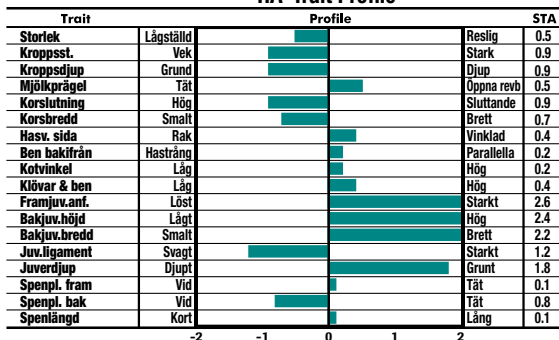 Trait Profile STA
Storlek Lågställd Reslig 0.5
Kroppsst. Vek Stark 0.9
Kroppsdjup Grund Djup 0.9
Mjölkprägel Tät Öppna revb 0.5
Korslutning Hög Sluttande 0.9
Korsbredd Smalt Brett 0.7
Hasv. sida Rak Vinklad 0.4
Ben bakifrån Hastrång Parallella 0.2
Kotvinkel Låg Hög 0.2
Klövar & ben Låg Hög 0.4
Framjuv.anf. Löst Starkt 2.6
Bakjuv.höjd Lågt Hög 2.4
Bakjuv.bredd Smalt Brett 2.2
Juv.ligament Svagt Starkt 1.2
Juverdjup Djupt Grunt 1.8
Spenpl. fram Vid Tät 0.1
Spenpl. bak Vid Tät 0.8
Spenlängd Kort Lång 0.1
-2 -1 0 1 2